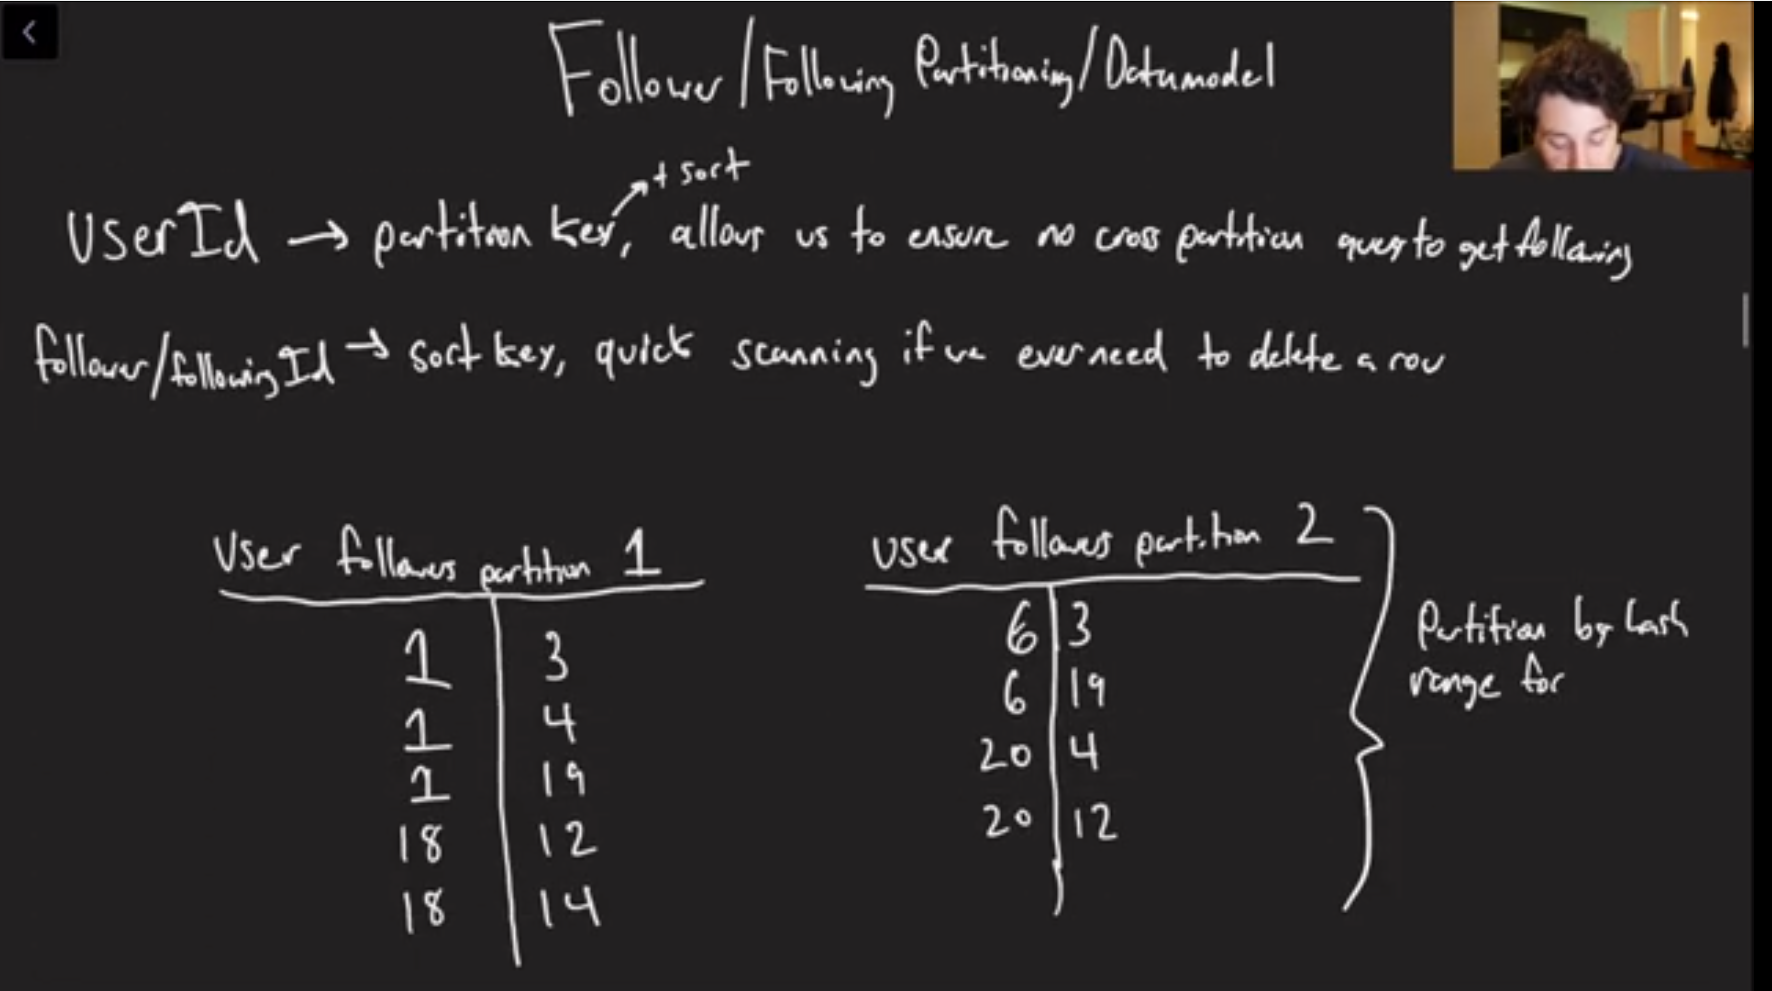 Follower/Following Partitioning/Datamodel
+ sort
UserId → partition key, allows us to ensure no cross partition query to get following
follower/followingId → sort key, quick scanning if we ever need to delete a row
User followers partition 1
1 3
1 4
1 19
18 12
18 14
User followers partition 2
6 3
6 19
20 4
20 12
Partition by hash
range for